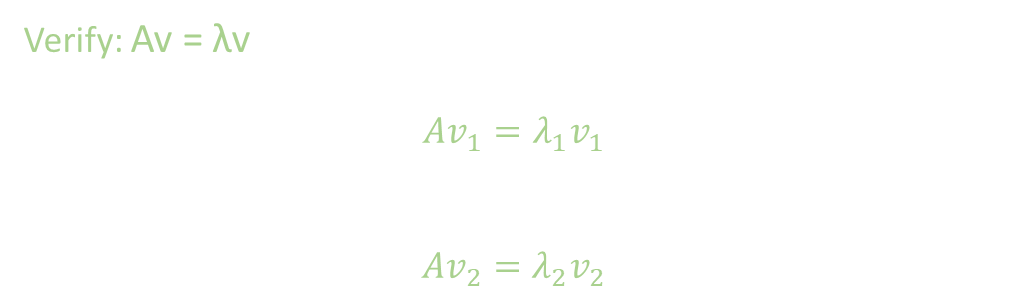 Verify: Av = λv
Av₁ = λ₁v₁
Av₂ = λ₂v₂